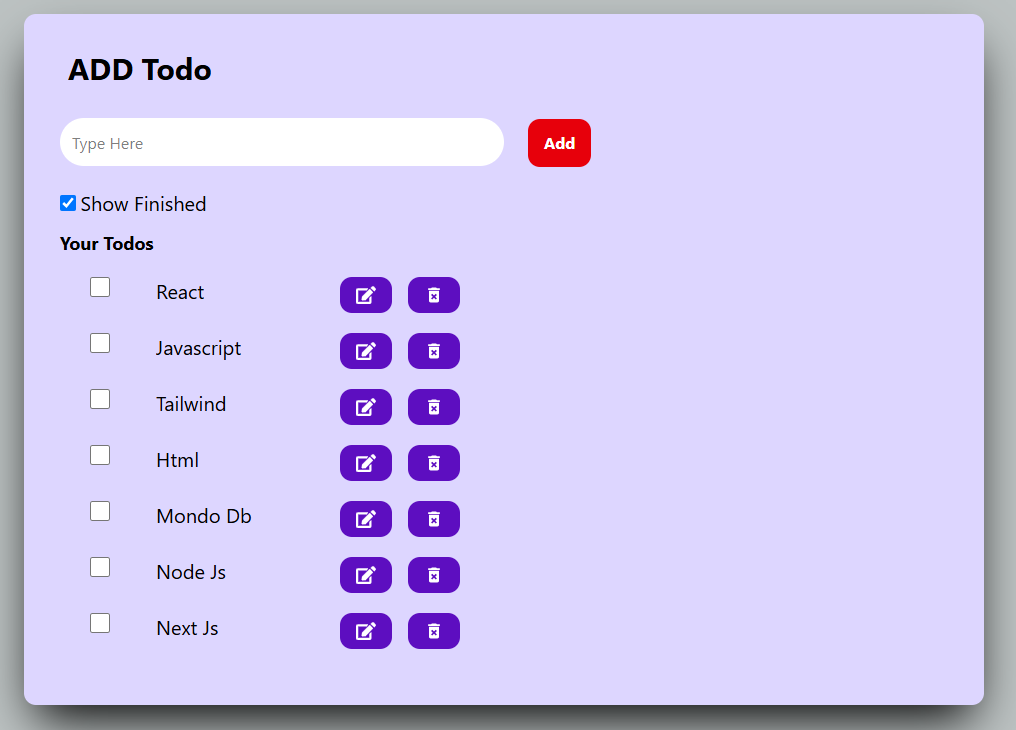 ADD Todo
Type Here
Add
Show Finished
Your Todos
React
Javascript
Tailwind
Html
Mondo Db
Node Js
Next Js